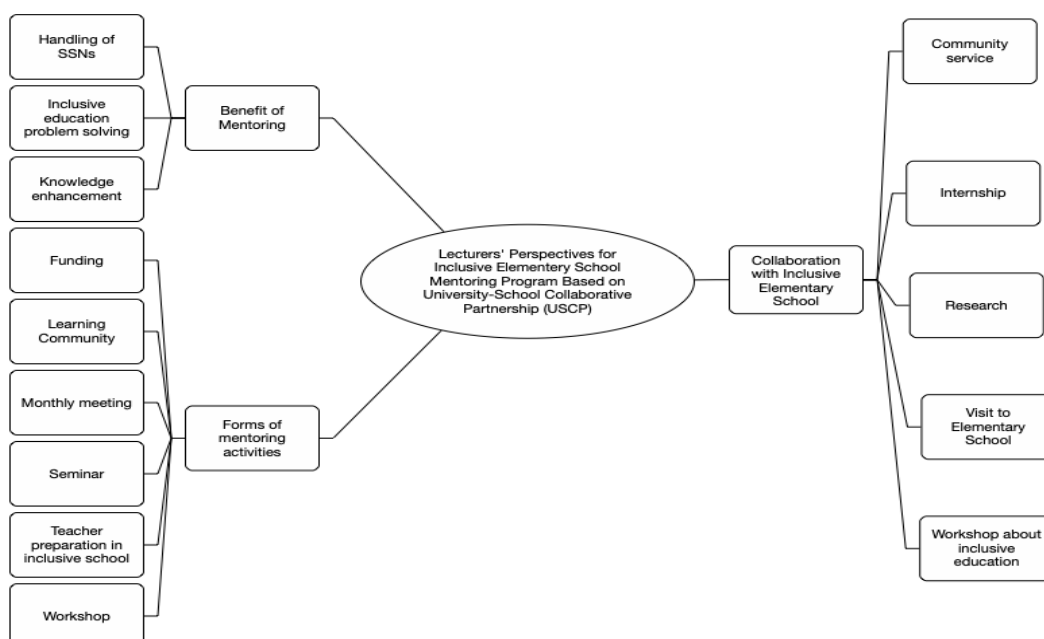 Handling of
SSNs
Inclusive
education
problem solving
Knowledge
enhancement
Benefit of
Mentoring
Funding
Learning
Community
Monthly meeting
Seminar
Teacher
preparation in
inclusive school
Workshop
Forms of
mentoring
activities
Lecturers' Perspectives for
Inclusive Elementery School
Mentoring Program Based on
University-School Collaborative
Partnership (USCP)
Collaboration
with Inclusive
Elementary
School
Community
service
Internship
Research
Visit to
Elementary
School
Workshop about
inclusive
education